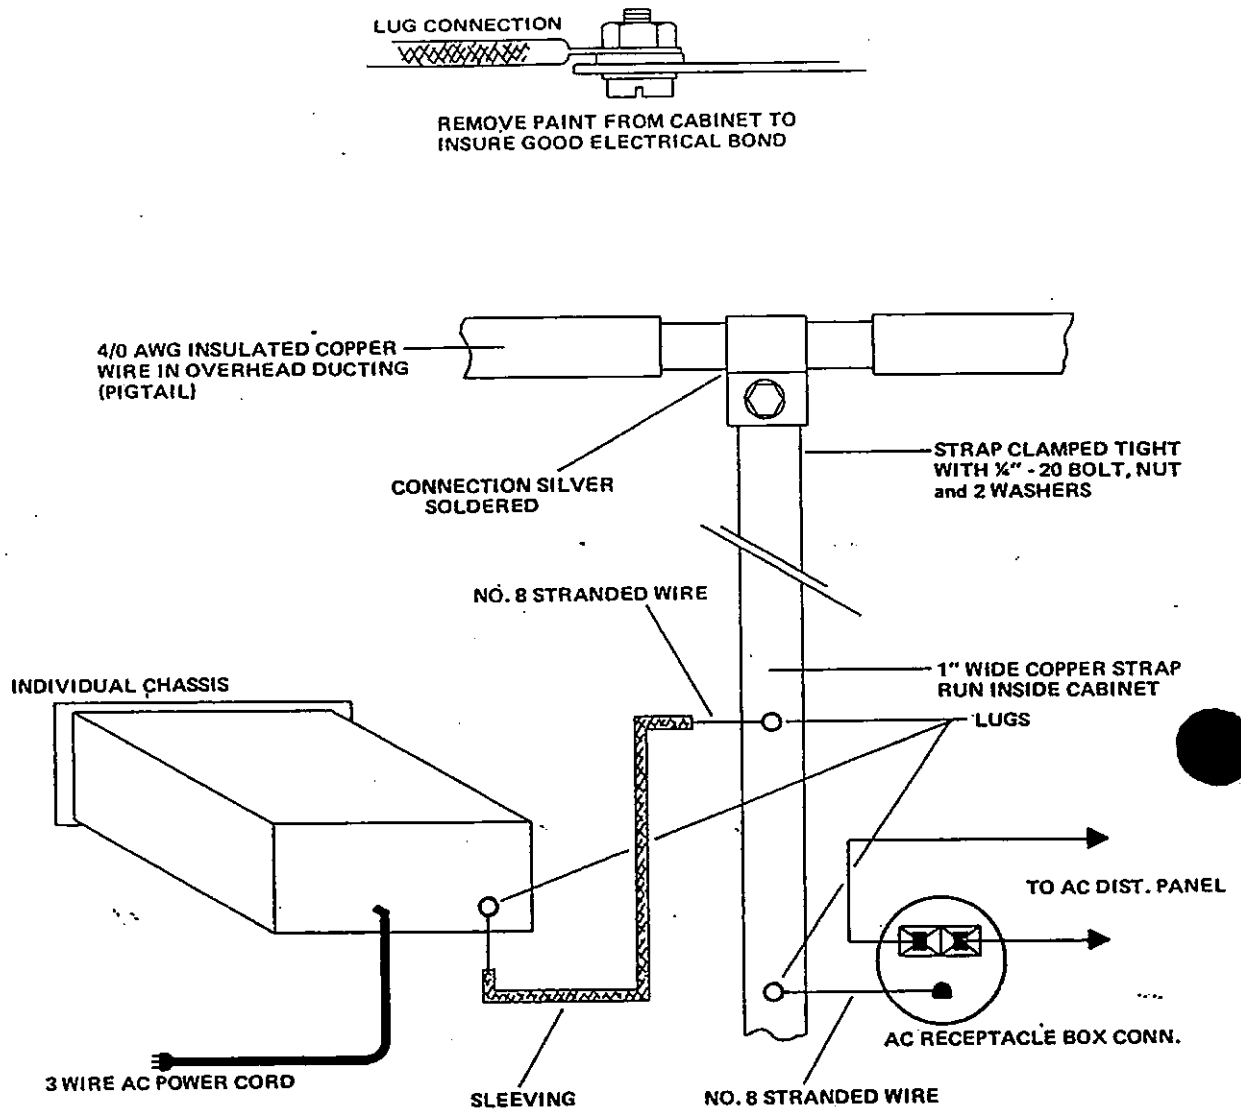 LUG CONNECTION
REMOVE PAINT FROM CABINET TO
INSURE GOOD ELECTRICAL BOND
4/0 AWG INSULATED COPPER
WIRE IN OVERHEAD DUCTING
(PIGTAIL)
STRAP CLAMPED TIGHT
WITH ¼" - 20 BOLT, NUT
and 2 WASHERS
CONNECTION SILVER
SOLDERED
NO. 8 STRANDED WIRE
1" WIDE COPPER STRAP
RUN INSIDE CABINET
INDIVIDUAL CHASSIS
LUGS
TO AC DIST. PANEL
AC RECEPTACLE BOX CONN.
3 WIRE AC POWER CORD
SLEEVING
NO. 8 STRANDED WIRE